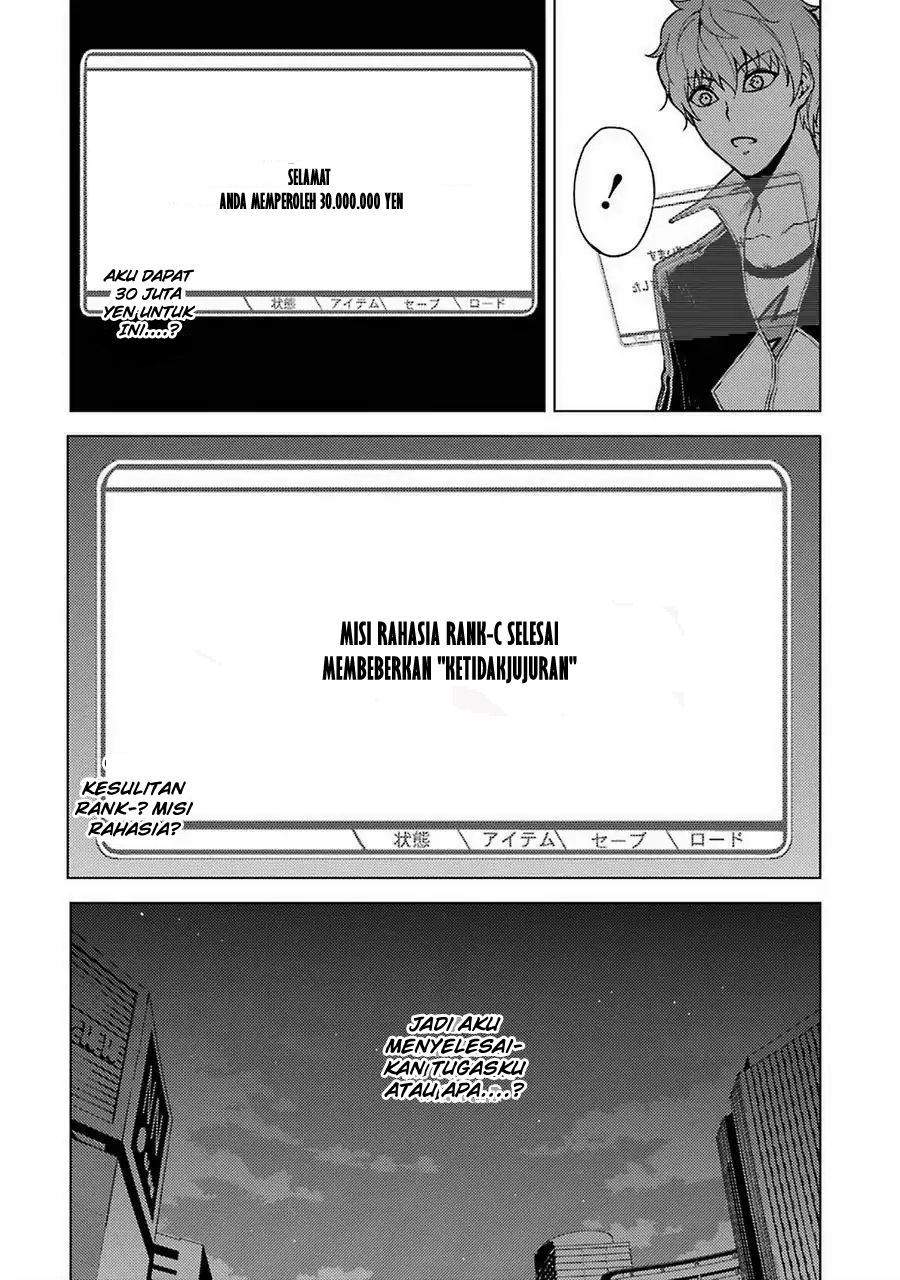 !
SELAMAT
ANDA MEMPEROLEH 30.000.000 YEN
AKU DAPAT
30 JUTA
YEN UNTUK
INI....?
状態 アイテム セーブ ロード
MISI RAHASIA RANK-C SELESAI
MEMBEBERKAN "KETIDAKJUJURAN"
KESULITAN
RANK-? MISI
RAHASIA?
状態 アイテム セーブ ロード
JADI AKU
MENYELESAI-
KAN TUGASKU
ATAU APA....?